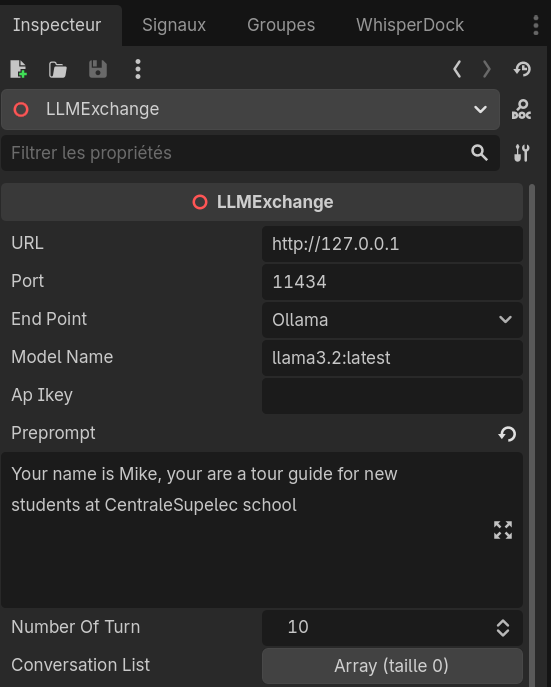 Inspecteur Signaux Groupes WhisperDock
LLMExchange
DOC
Filtrer les propriétés
LLMExchange
URL http://127.0.0.1
Port 11434
End Point Ollama
Model Name llama3.2:latest
Ap Ikey
Preprompt
Your name is Mike, your are a tour guide for new
students at CentraleSupelec school
Number Of Turn 10
Conversation List Array (taille 0)